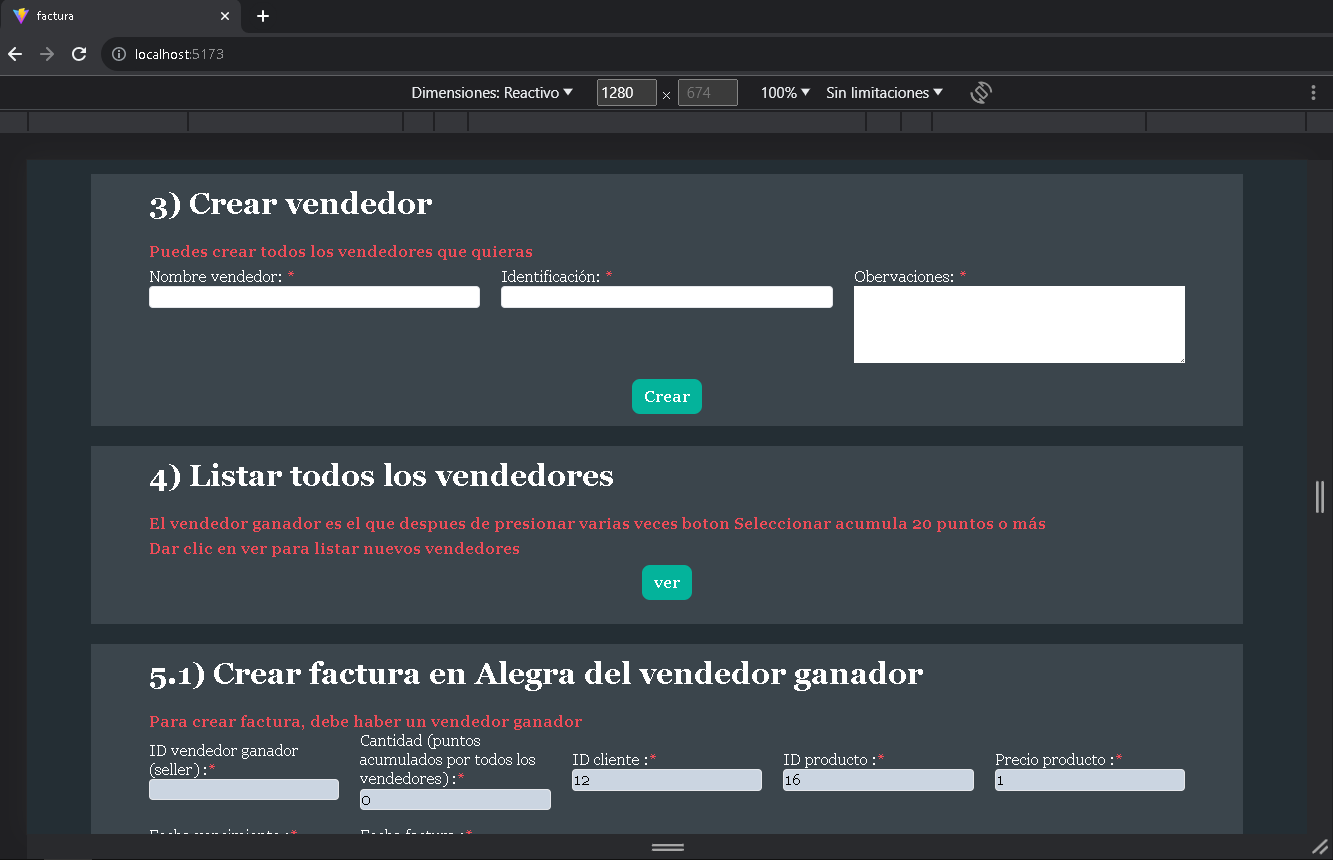 factura
localhost:5173
Dimensiones: Reactivo 1280 × 674 100% Sin limitaciones
3) Crear vendedor
Puedes crear todos los vendedores que quieras
Nombre vendedor: * Identificación: * Obervaciones: *
Crear
4) Listar todos los vendedores
El vendedor ganador es el que despues de presionar varias veces boton Seleccionar acumula 20 puntos o más
Dar clic en ver para listar nuevos vendedores
ver
5.1) Crear factura en Alegra del vendedor ganador
Para crear factura, debe haber un vendedor ganador
ID vendedor ganador
(seller) :*
Cantidad (puntos
acumulados por todos los
vendedores) :*
0
ID cliente :*
12
ID producto :*
16
Precio producto :*
1
Fecha vencimiento :* Fecha factura :*